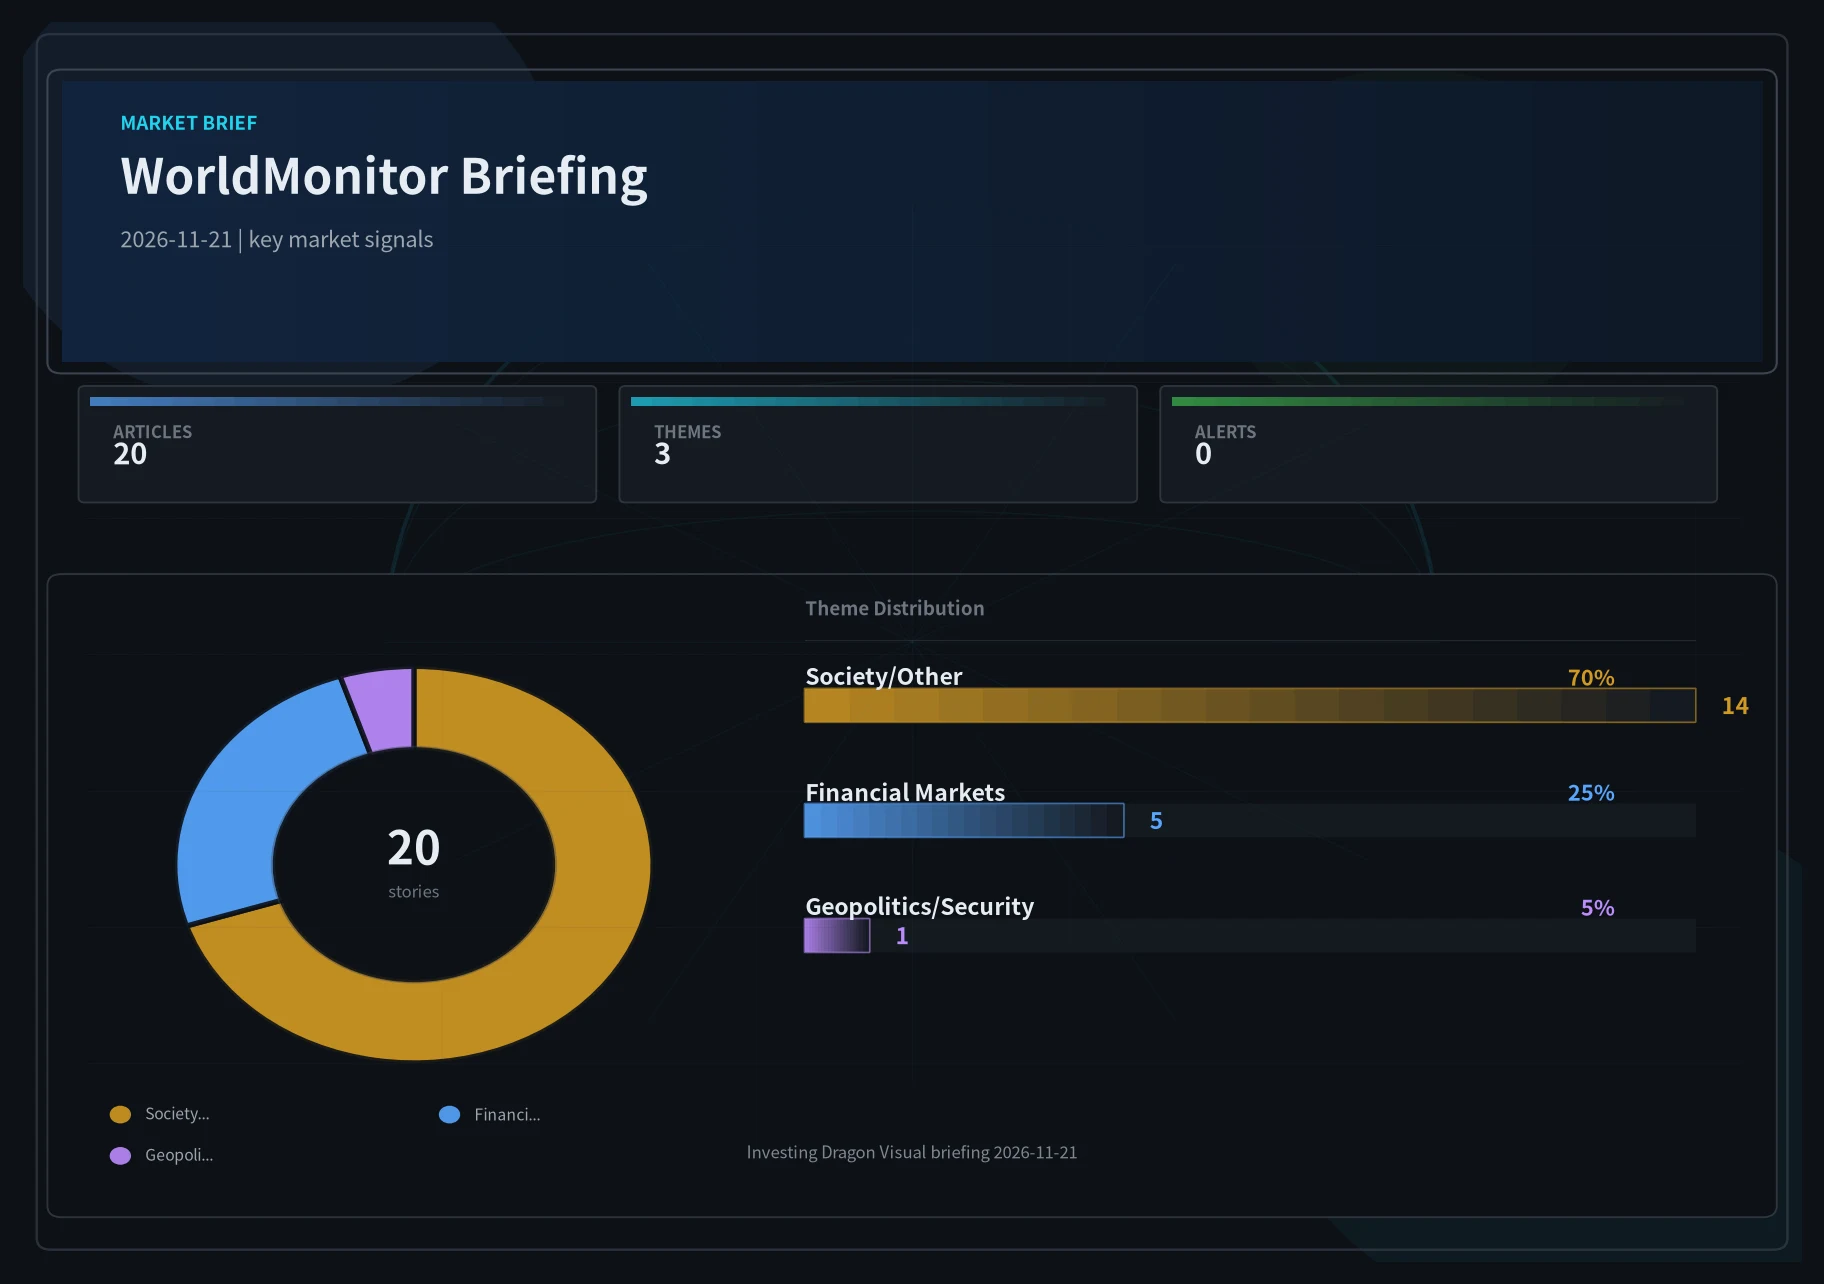 MARKET BRIEF
WorldMonitor Briefing
2026-11-21 | key market signals
ARTICLES
20
THEMES
3
ALERTS
0
Theme Distribution
Society/Other
70%
14
Financial Markets
25%
5
Geopolitics/Security
5%
1
20
stories
Society...
Financi...
Geopoli...
Investing Dragon Visual briefing 2026-11-21